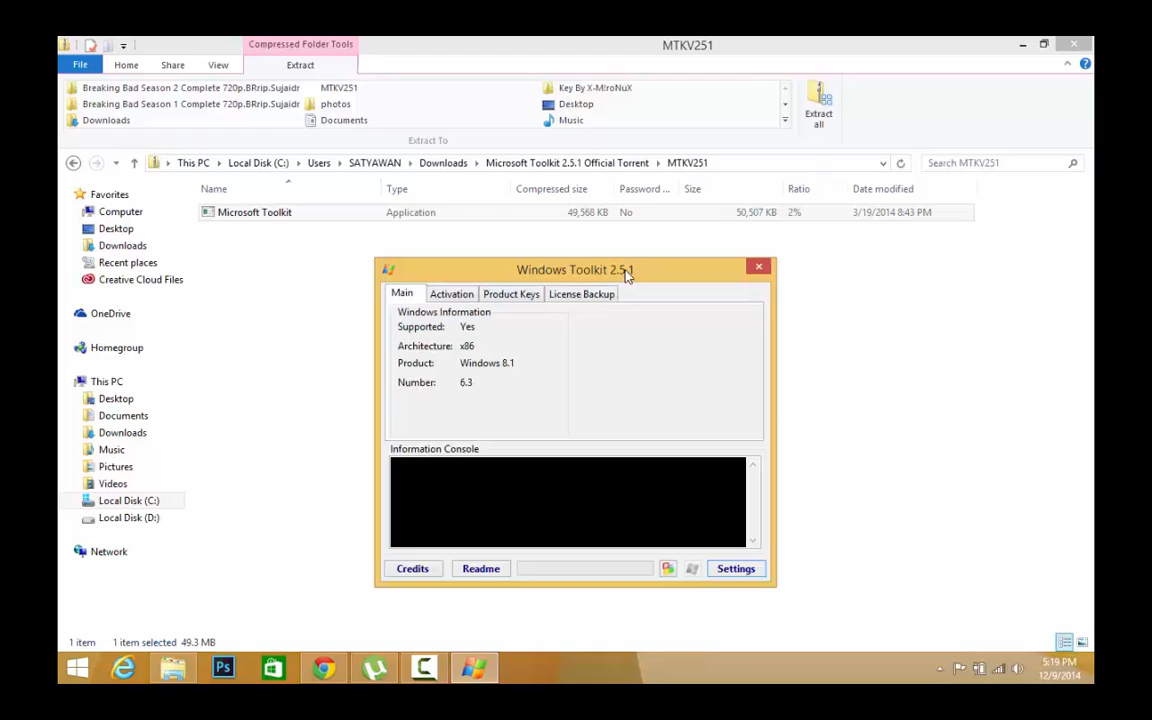 Compressed Folder Tools
MTKV251
File
Home
Share
View
Extract
Breaking Bad Season 2 Complete 720p.BRrip.Sujaidr
MTKV251
Key By X-M!roNuX
Breaking Bad Season 1 Complete 720p.BRrip.Sujaidr
photos
Desktop
Downloads
Documents
Music
Extract
all
Extract To
This PC
Local Disk (C:)
Users
SATYAWAN
Downloads
Microsoft Toolkit 2.5.1 Official Torrent
MTKV251
Search MTKV251
Favorites
Computer
Desktop
Downloads
Recent places
Creative Cloud Files
OneDrive
Homegroup
This PC
Desktop
Documents
Downloads
Music
Pictures
Videos
Local Disk (C:)
Local Disk (D:)
Network
Name
Type
Compressed size
Password ...
Size
Ratio
Date modified
Microsoft Toolkit
Application
49,568 KB
No
50,507 KB
2%
3/19/2014 8:43 PM
Windows Toolkit 2.5.1
Main
Activation
Product Keys
License Backup
Windows Information
Supported: Yes
Architecture: x86
Product: Windows 8.1
Number: 6.3
Information Console
Credits
Readme
Settings
1 item
1 item selected 49.3 MB
Ps
5:19 PM
12/9/2014